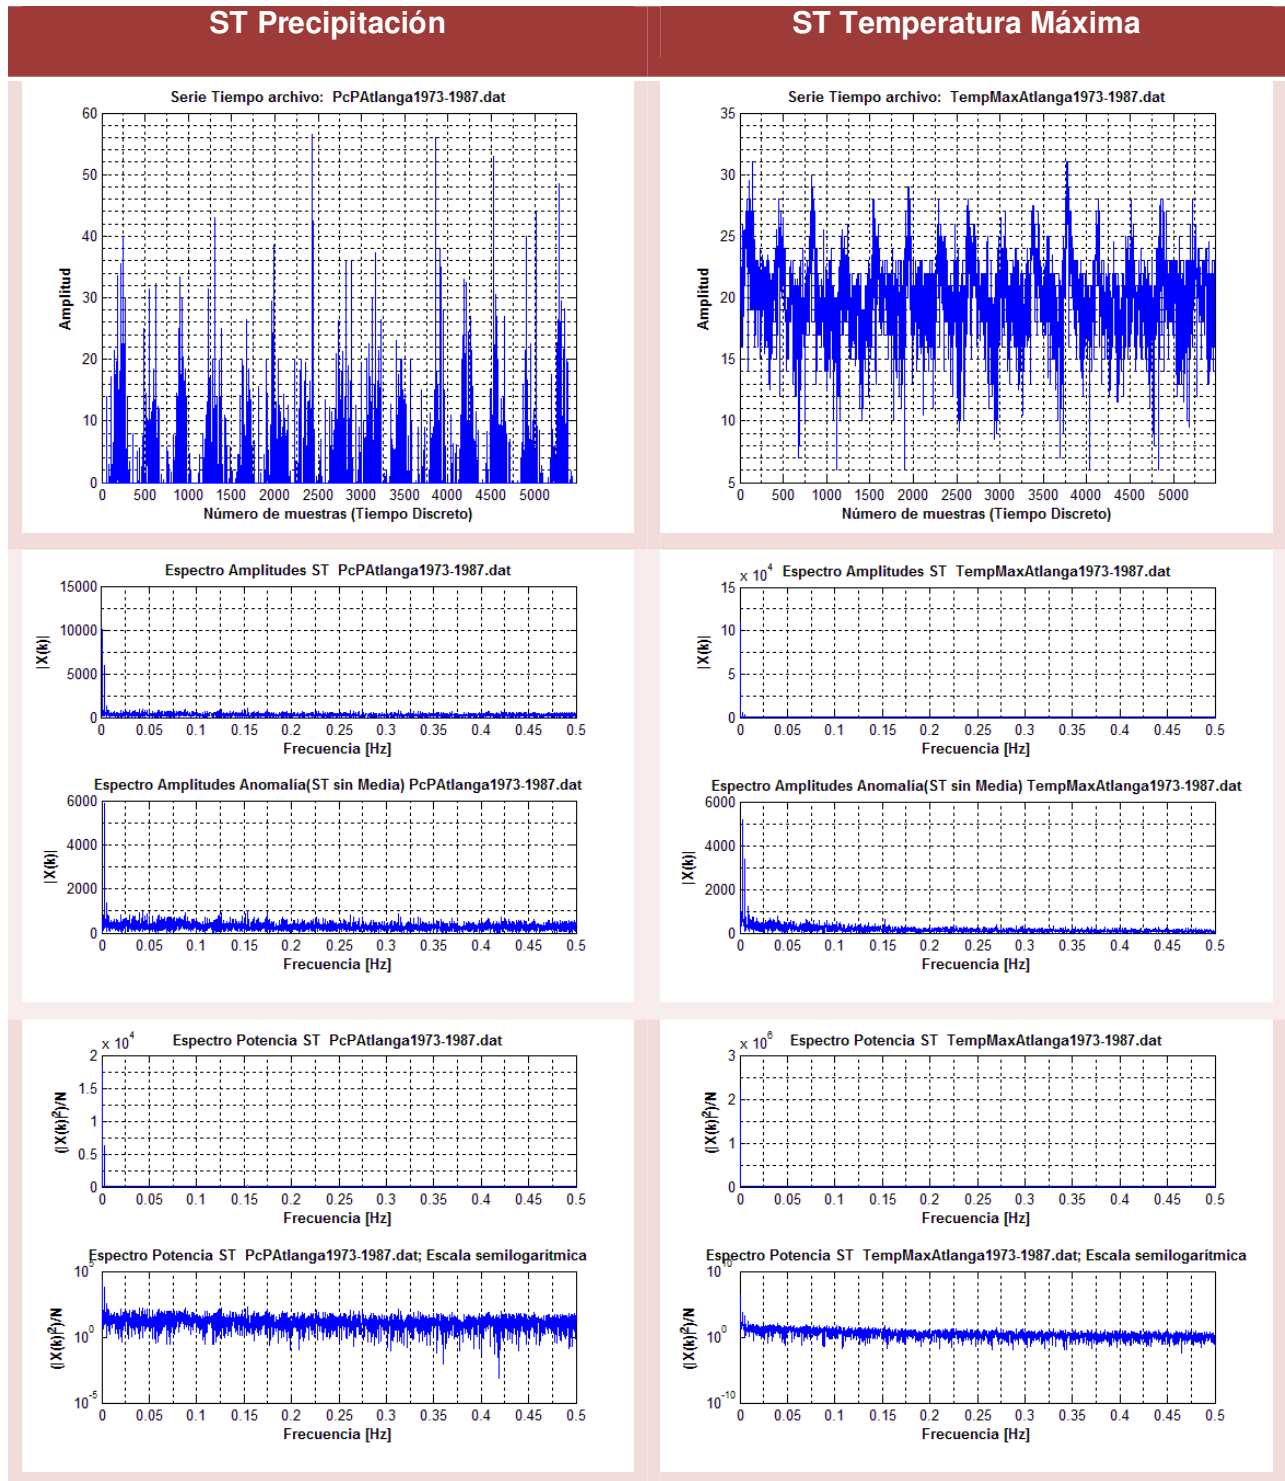 ST Precipitación
ST Temperatura Máxima
Serie Tiempo archivo: PcPAtlanga1973-1987.dat
60
50
40
30
20
10
0
Amplitud
0 500 1000 1500 2000 2500 3000 3500 4000 4500 5000
Número de muestras (Tiempo Discreto)
Serie Tiempo archivo: TempMaxAtlanga1973-1987.dat
35
30
25
20
15
10
5
Amplitud
0 500 1000 1500 2000 2500 3000 3500 4000 4500 5000
Número de muestras (Tiempo Discreto)
Espectro Amplitudes ST PcPAtlanga1973-1987.dat
15000
10000
5000
0
|X(k)|
0 0.05 0.1 0.15 0.2 0.25 0.3 0.35 0.4 0.45 0.5
Frecuencia [Hz]
x 10^4 Espectro Amplitudes ST TempMaxAtlanga1973-1987.dat
15
10
5
0
|X(k)|
0 0.05 0.1 0.15 0.2 0.25 0.3 0.35 0.4 0.45 0.5
Frecuencia [Hz]
Espectro Amplitudes Anomalía(ST sin Media) PcPAtlanga1973-1987.dat
6000
4000
2000
0
|X(k)|
0 0.05 0.1 0.15 0.2 0.25 0.3 0.35 0.4 0.45 0.5
Frecuencia [Hz]
Espectro Amplitudes Anomalía(ST sin Media) TempMaxAtlanga1973-1987.dat
6000
4000
2000
0
|X(k)|
0 0.05 0.1 0.15 0.2 0.25 0.3 0.35 0.4 0.45 0.5
Frecuencia [Hz]
x 10^4 Espectro Potencia ST PcPAtlanga1973-1987.dat
2
1.5
1
0.5
0
(|X(k)|^2)/N
0 0.05 0.1 0.15 0.2 0.25 0.3 0.35 0.4 0.45 0.5
Frecuencia [Hz]
x 10^6 Espectro Potencia ST TempMaxAtlanga1973-1987.dat
3
2
1
0
(|X(k)|^2)/N
0 0.05 0.1 0.15 0.2 0.25 0.3 0.35 0.4 0.45 0.5
Frecuencia [Hz]
Espectro Potencia ST PcPAtlanga1973-1987.dat; Escala semilogarítmica
10^5
10^0
10^-5
(|X(k)|^2)/N
0 0.05 0.1 0.15 0.2 0.25 0.3 0.35 0.4 0.45 0.5
Frecuencia [Hz]
Espectro Potencia ST TempMaxAtlanga1973-1987.dat; Escala semilogarítmica
10^10
10^0
10^-10
(|X(k)|^2)/N
0 0.05 0.1 0.15 0.2 0.25 0.3 0.35 0.4 0.45 0.5
Frecuencia [Hz]